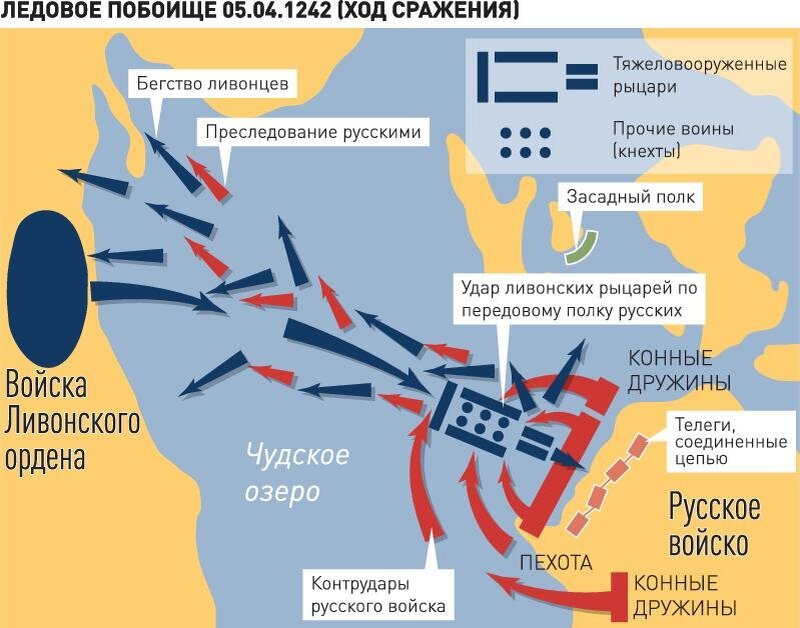 ЛЕДОВОЕ ПОБОИЩЕ 05.04.1242 (ХОД СРАЖЕНИЯ)
Бегство ливонцев
Преследование русскими
Тяжеловооруженные
рыцари
Прочие воины
(кнехты)
Засадный полк
Удар ливонских рыцарей по
передовому полку русских
КОННЫЕ
ДРУЖИНЫ
Войска
Ливонского
ордена
Телеги,
соединенные
цепью
Чудское
озеро
Русское
войско
ПЕХОТА
Контрудары
русского войска
КОННЫЕ
ДРУЖИНЫ